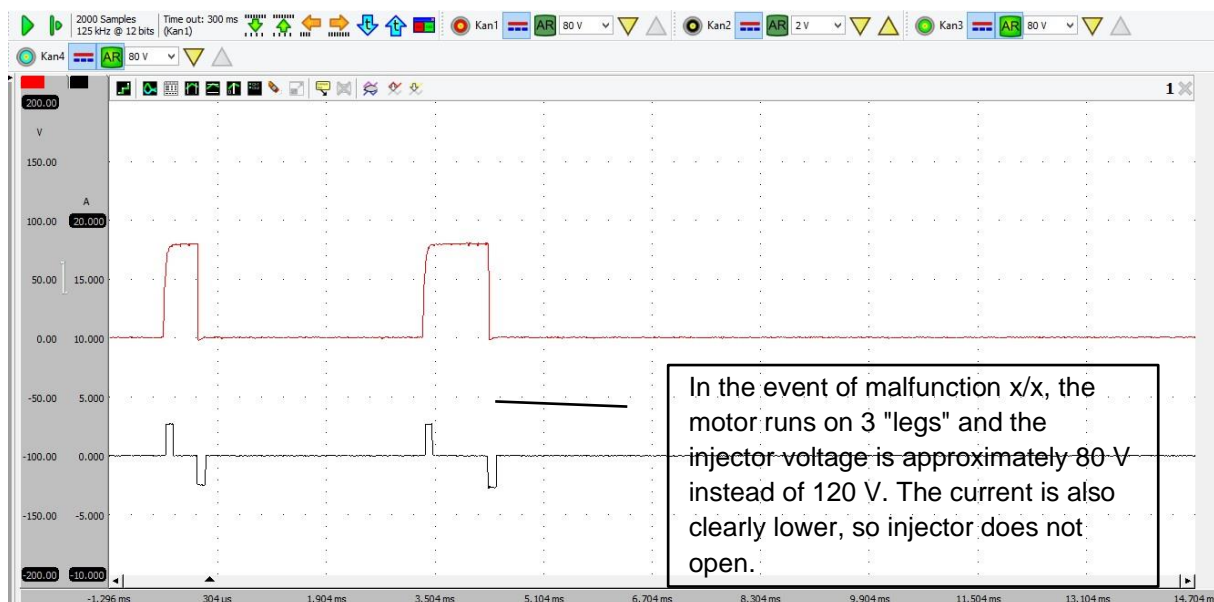 2000 Samples
125 kHz @ 12 bits
Time out: 300 ms
(Kan1)
Kan1 AR 80 V
Kan2 AR 2 V
Kan3 AR 80 V
Kan4 AR 80 V
1
200.00
V
150.00
A
100.00 20.000
50.00 15.000
0.00 10.000
-50.00 5.000
-100.00 0.000
-150.00 -5.000
-200.00 -10.000
In the event of malfunction x/x, the
motor runs on 3 "legs" and the
injector voltage is approximately 80 V
instead of 120 V. The current is also
clearly lower, so injector does not
open.
-1.296 ms 304 us 1.904 ms 3.504 ms 5.104 ms 6.704 ms 8.304 ms 9.904 ms 11.504 ms 13.104 ms 14.704 m